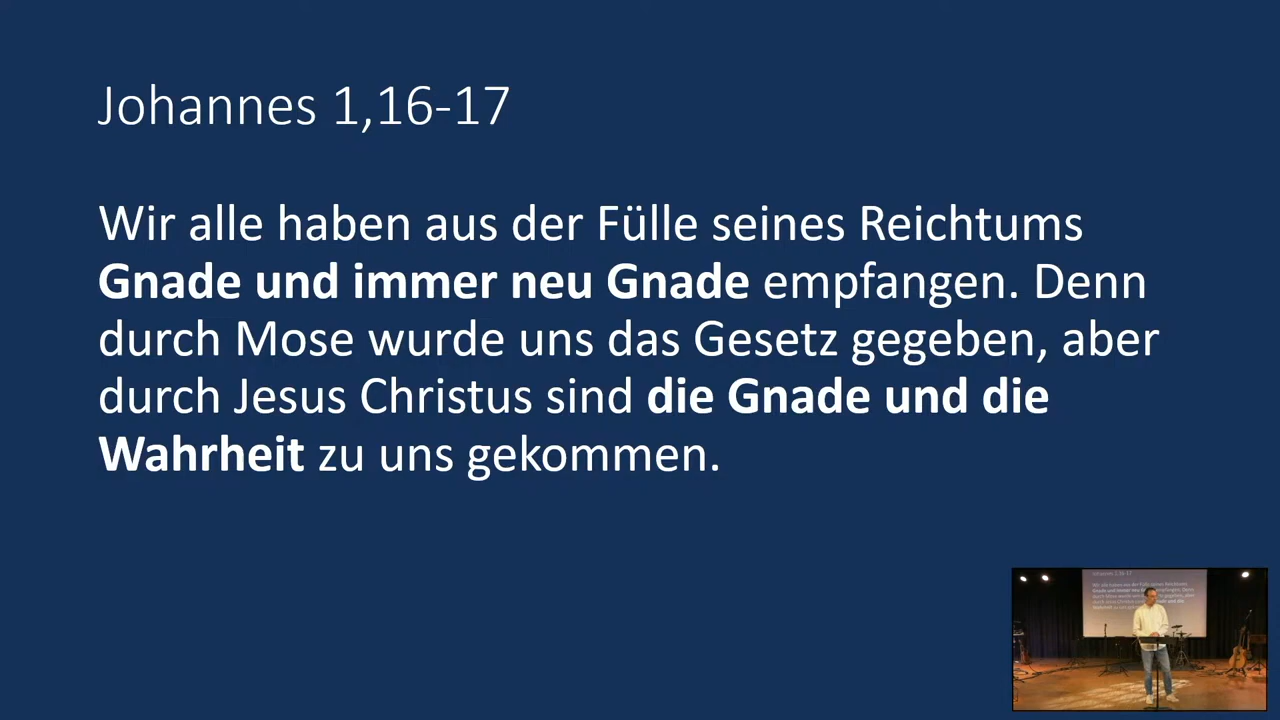 Johannes 1,16-17
Wir alle haben aus der Fülle seines Reichtums
Gnade und immer neu Gnade empfangen. Denn
durch Mose wurde uns das Gesetz gegeben, aber
durch Jesus Christus sind die Gnade und die
Wahrheit zu uns gekommen.